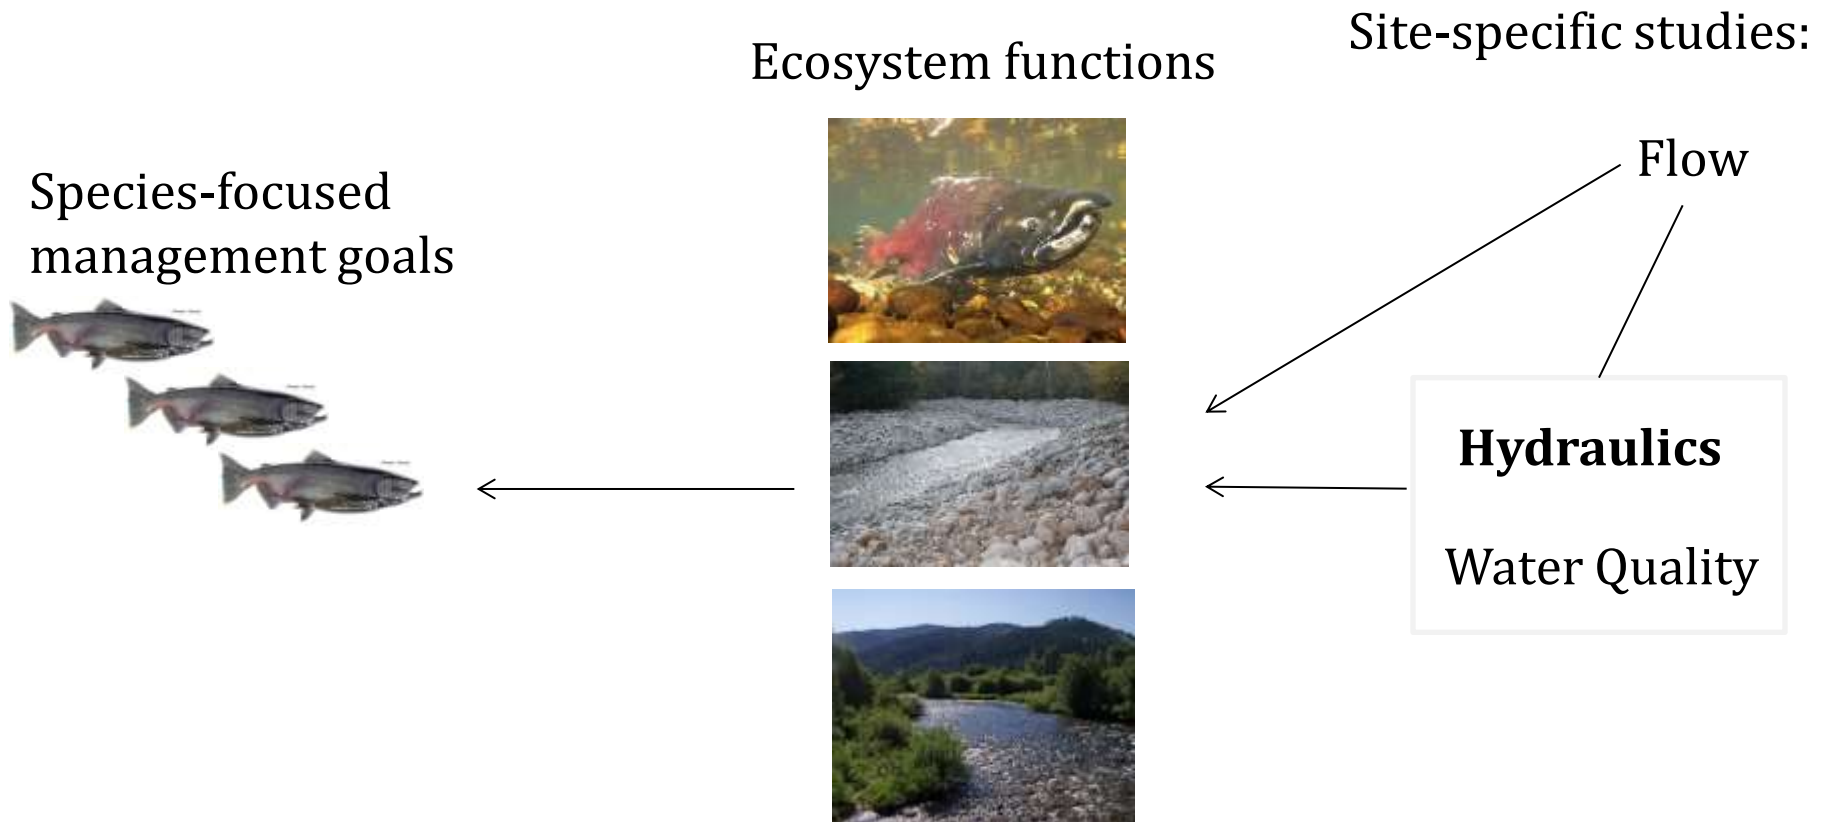 Site-specific studies:
Ecosystem functions
Flow
Species-focused
management goals
Hydraulics
Water Quality